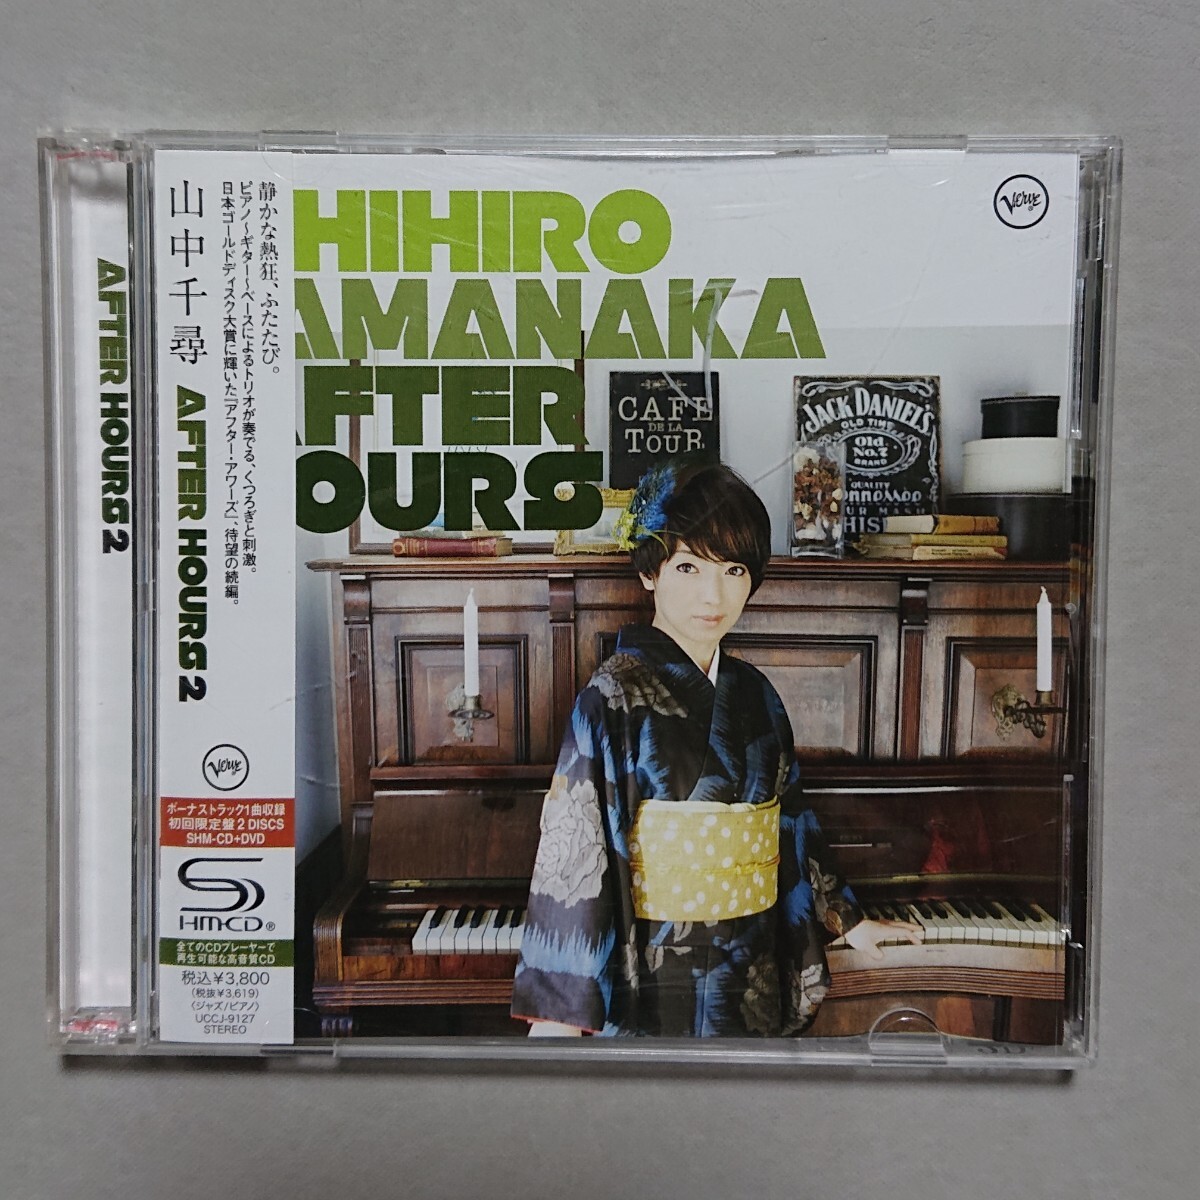 AFTER HOURS 2
山中千尋 AFTER HOURS 2
静かな熱狂、ふたたび。
ピアノ〜ギター〜ベースによるトリオが奏でる、くつろぎと刺激。
日本ゴールドディスク大賞に輝いた『アフター・アワーズ』、待望の続編。
Verve
ボーナストラック1曲収録
初回限定盤2 DISCS
SHM-CD+DVD
SHM-CD®
全てのCDプレーヤーで
再生可能な高音質CD
税込¥3,800
(税抜¥3,619)
〈ジャズ/ピアノ〉
UCCJ-9127
STEREO
HIHIRO
AMANAKA
AFTER
OURS
Verve
CAFE
DE LA
TOUR
JACK DANIEL'S
OLD TIME
Old
No.7
BRAND
QUALITY
OUR MASH